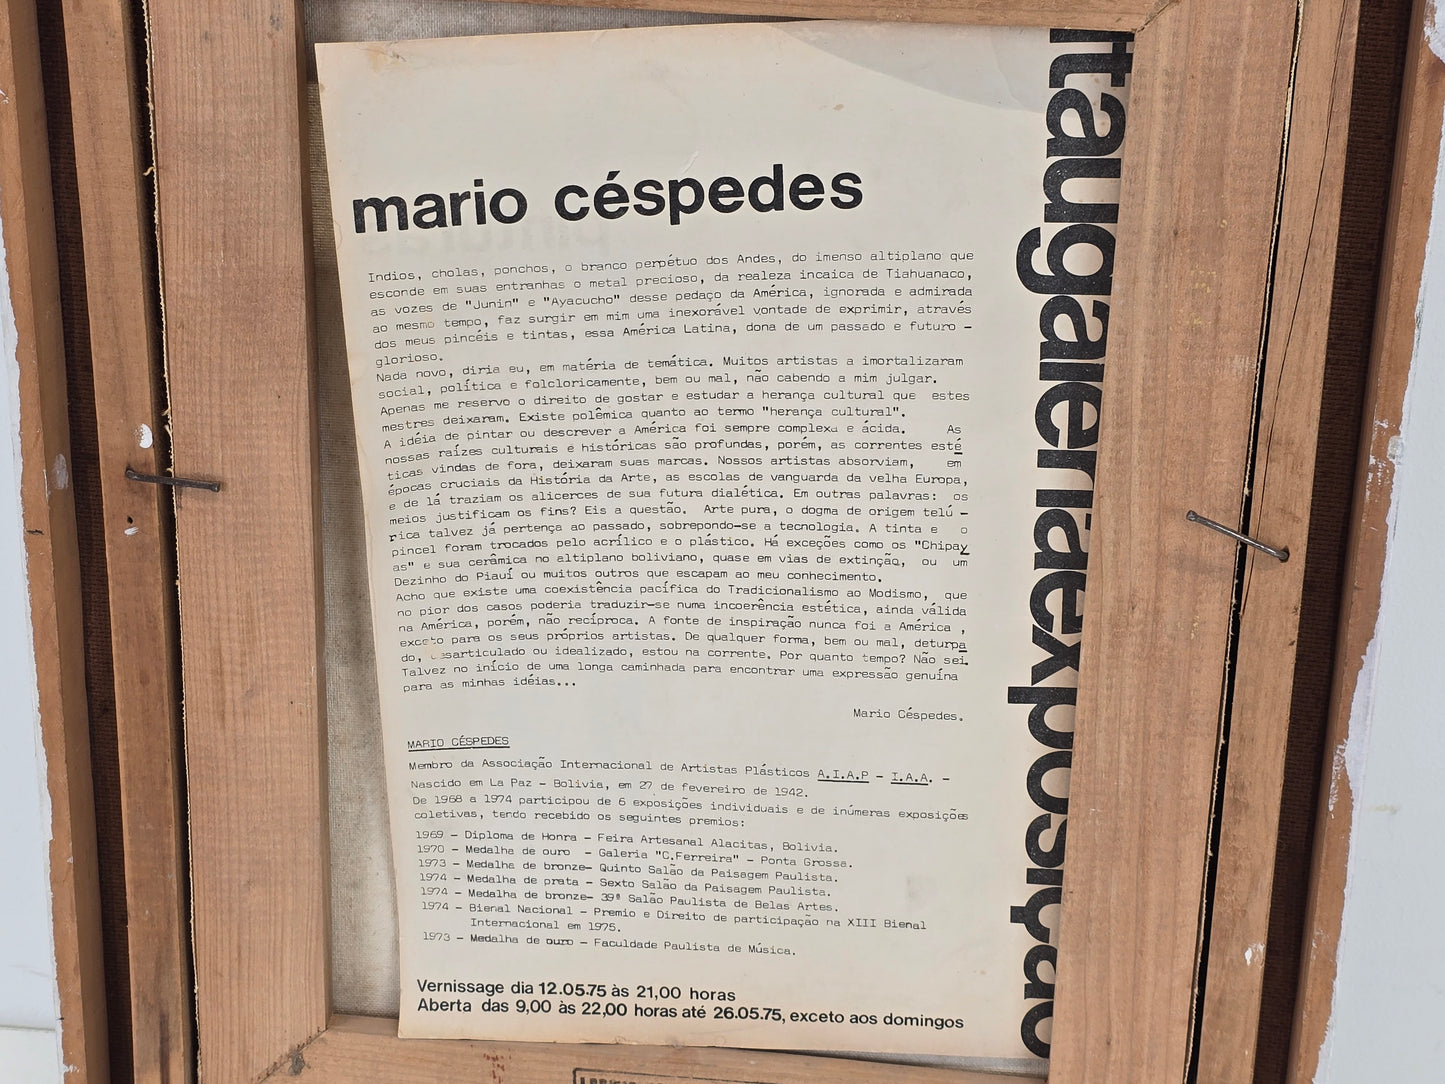 itaugaleriaexposição
mario céspedes
Indios, cholas, ponchos, o branco perpétuo dos Andes, do imenso altiplano que
esconde em suas entranhas o metal precioso, da realeza incaica de Tiahuanaco,
as vozes de "Junin" e "Ayacucho" desse pedaço da América, ignorada e admirada
ao mesmo tempo, faz surgir em mim uma inexorável vontade de exprimir, através
dos meus pincéis e tintas, essa América Latina, dona de um passado e futuro -
glorioso.
Nada novo, diria eu, em matéria de temática. Muitos artistas a imortalizaram
social, política e folcloricamente, bem ou mal, não cabendo a mim julgar.
Apenas me reservo o direito de gostar e estudar a herança cultural que estes
mestres deixaram. Existe polêmica quanto ao termo "herança cultural".
A idéia de pintar ou descrever a América foi sempre complexa e ácida. As
nossas raízes culturais e históricas são profundas, porém, as correntes esté
ticas vindas de fora, deixaram suas marcas. Nossos artistas absorviam, em
épocas cruciais da História da Arte, as escolas de vanguarda da velha Europa,
e de lá traziam os alicerces de sua futura dialética. Em outras palavras: os
meios justificam os fins? Eis a questão. Arte pura, o dogma de origem telú -
rica talvez já pertença ao passado, sobrepondo-se a tecnologia. A tinta e o
pincel foram trocados pelo acrílico e o plástico. Há exceções como os "Chipay
as" e sua cerâmica no altiplano boliviano, quase em vias de extinção, ou um
Dezinho do Piauí ou muitos outros que escapam ao meu conhecimento.
Acho que existe uma coexistência pacífica do Tradicionalismo ao Modismo, que
no pior dos casos poderia traduzir-se numa incoerência estética, ainda válida
na América, porém, não recíproca. A fonte de inspiração nunca foi a América ,
exceto para os seus próprios artistas. De qualquer forma, bem ou mal, deturpa
do, desarticulado ou idealizado, estou na corrente. Por quanto tempo? Não sei.
Talvez no início de uma longa caminhada para encontrar uma expressão genuína
para as minhas idéias...
Mario Céspedes.
MARIO CÉSPEDES
Membro da Associação Internacional de Artistas Plásticos A.I.A.P - I.A.A. -
Nascido em La Paz - Bolivia, em 27 de fevereiro de 1942.
De 1968 a 1974 participou de 6 exposições individuais e de inúmeras exposições
coletivas, tendo recebido os seguintes premios:
1969 - Diploma de Honra - Feira Artesanal Alacitas, Bolivia.
1970 - Medalha de ouro - Galeria "C.Ferreira" - Ponta Grossa.
1973 - Medalha de bronze- Quinto Salão da Paisagem Paulista.
1974 - Medalha de prata - Sexto Salão da Paisagem Paulista.
1974 - Medalha de bronze- 39º Salão Paulista de Belas Artes.
1974 - Bienal Nacional - Premio e Direito de participação na XIII Bienal
Internacional em 1975.
1973 - Medalha de ouro - Faculdade Paulista de Música.
Vernissage dia 12.05.75 às 21,00 horas
Aberta das 9,00 às 22,00 horas até 26.05.75, exceto aos domingos